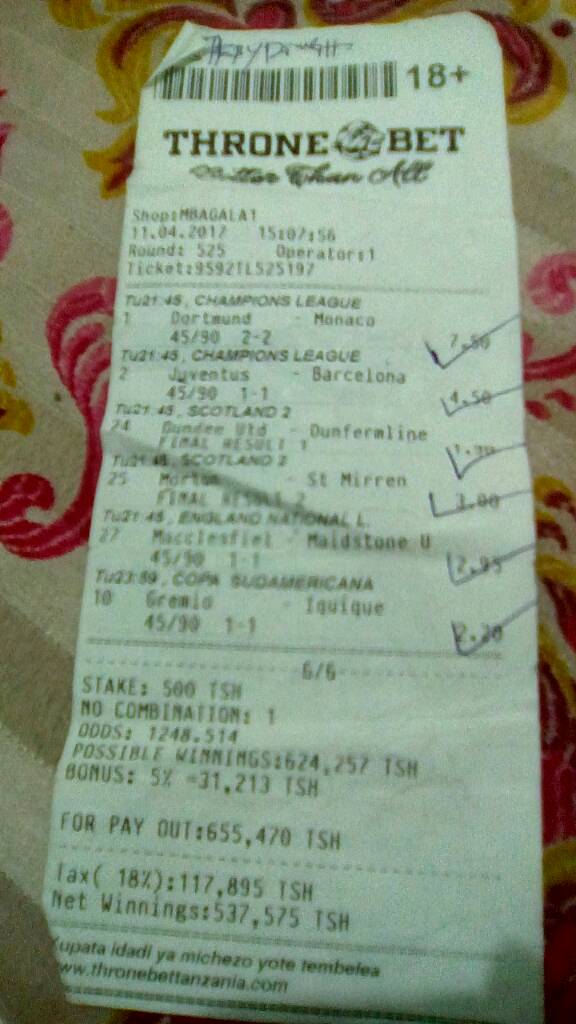 18+
THRONE BET
Better Than All
Shop:MBAGALA1
11.04.2017 15:07:56
Round: 525 Operator:1
Ticket:9592TL525197
Tu21:45, CHAMPIONS LEAGUE
1 Dortmund - Monaco
45/90 2-2 7.50
Tu21:45, CHAMPIONS LEAGUE
2 Juventus - Barcelona
45/90 1-1 4.50
Tu21:45, SCOTLAND 2
24 Dundee Utd - Dunfermline
FINAL RESULT 1
Tu21:45, SCOTLAND 2
25 Morton - St Mirren
FINAL RESULT 2 3.00
Tu21:45, ENGLAND NATIONAL L.
27 Macclesfiel - Maidstone U
45/90 1-1 2.95
Tu23:59, COPA SUDAMERICANA
10 Gremio - Iquique
45/90 1-1
6/6
STAKE: 500 TSH
NO COMBINATION: 1
ODDS: 1248.514
POSSIBLE WINNINGS:624,257 TSH
BONUS: 5% =31,213 TSH
FOR PAY OUT:655,470 TSH
Tax( 18%):117,895 TSH
Net Winnings:537,575 TSH
Kupata idadi ya michezo yote tembelea
www.thronebettanzania.com